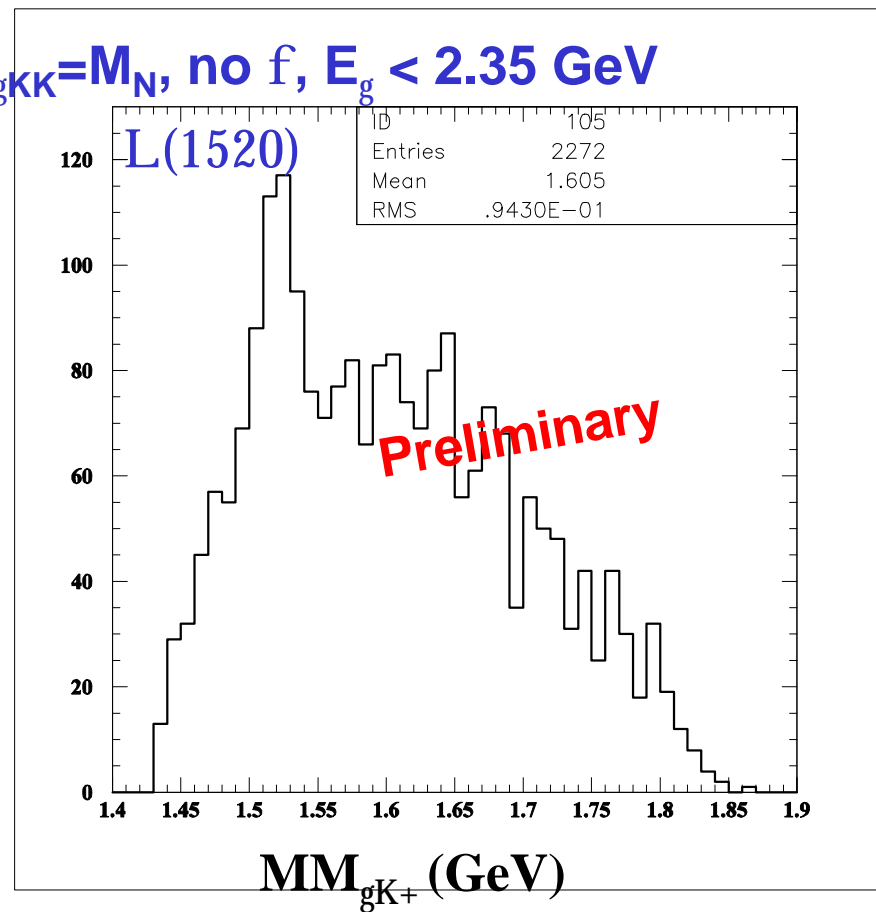 gKK=MN, no f, Eg < 2.35 GeV
L(1520)
ID 105
Entries 2272
Mean 1.605
RMS .9430E-01
Preliminary
120
100
80
60
40
20
0
1.4 1.45 1.5 1.55 1.6 1.65 1.7 1.75 1.8 1.85 1.9
MMgK+ (GeV)